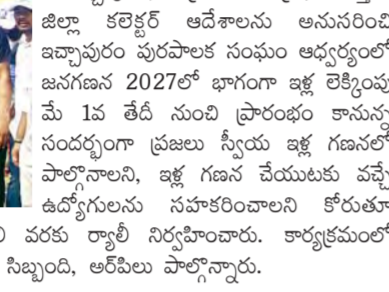 జిల్లా కలెక్టర్ ఆదేశాలను అనుసరించి
ఇచ్ఛాపురం పురపాలక సంఘం ఆధ్వర్యంలో
జనగణన 2027లో భాగంగా ఇళ్ల లెక్కింపు
మే 1వ తేదీ నుంచి ప్రారంభం కానున్న
సందర్భంగా ప్రజలు స్వీయ ఇళ్ల గణనలో
పాల్గొనాలని, ఇళ్ల గణన చేయుటకు వచ్చే
ఉద్యోగులను సహకరించాలని కోరుతూ
వరకు ర్యాలీ నిర్వహించారు. కార్యక్రమంలో
సిబ్బంది, ఆర్‌పిలు పాల్గొన్నారు.